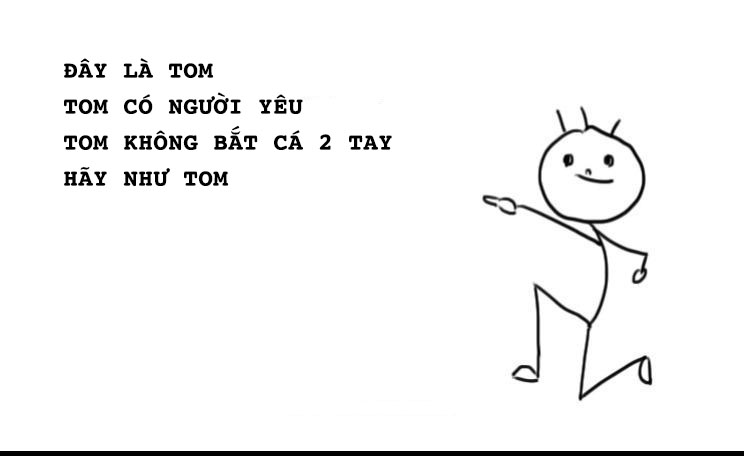 ĐÂY LÀ TOM
TOM CÓ NGƯỜI YÊU
TOM KHÔNG BẮT CÁ 2 TAY
HÃY NHƯ TOM